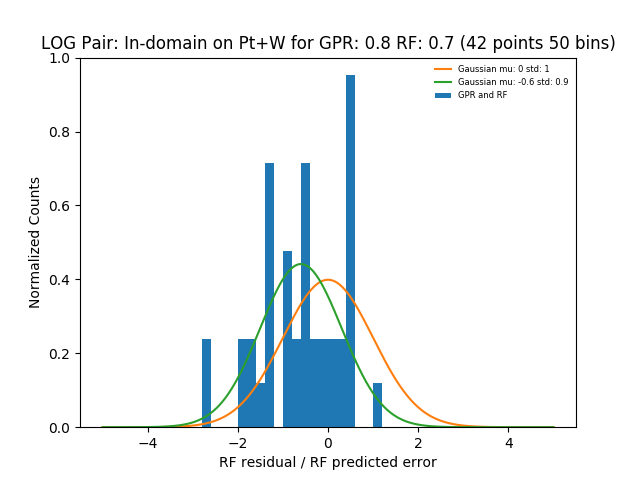 LOG Pair: In-domain on Pt+W for GPR: 0.8 RF: 0.7 (42 points 50 bins)
Gaussian mu: 0 std: 1
Gaussian mu: -0.6 std: 0.9
GPR and RF
Normalized Counts
1.0
0.8
0.6
0.4
0.2
0.0
−4 −2 0 2 4
RF residual / RF predicted error